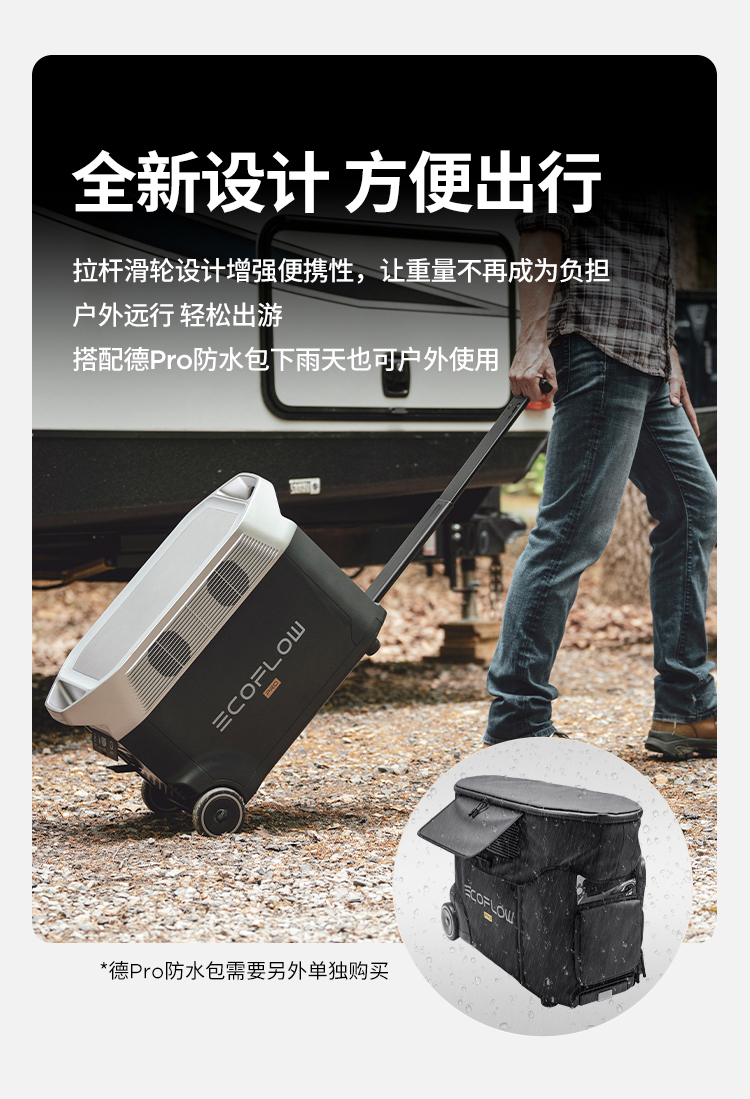 全新设计 方便出行
拉杆滑轮设计增强便携性，让重量不再成为负担
户外远行 轻松出游
搭配德Pro防水包下雨天也可户外使用
ECOFLOW
PRO
ECOFLOW
*德Pro防水包需要另外单独购买